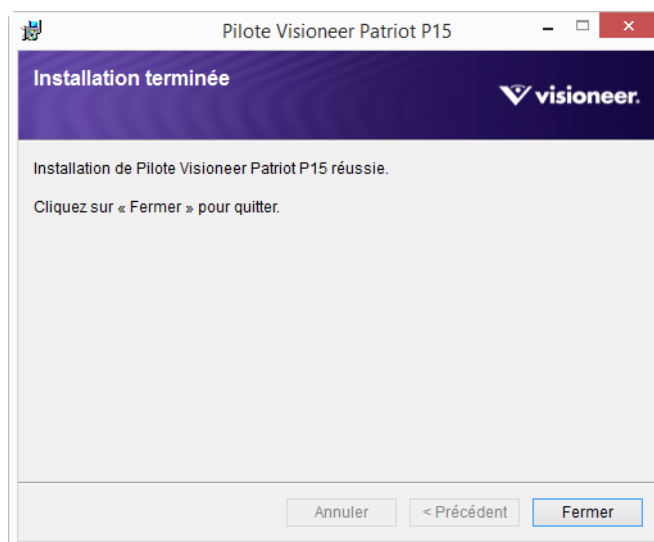 Pilote Visioneer Patriot P15
Installation terminée
visioneer.
Installation de Pilote Visioneer Patriot P15 réussie.
Cliquez sur « Fermer » pour quitter.
Annuler
< Précédent
Fermer